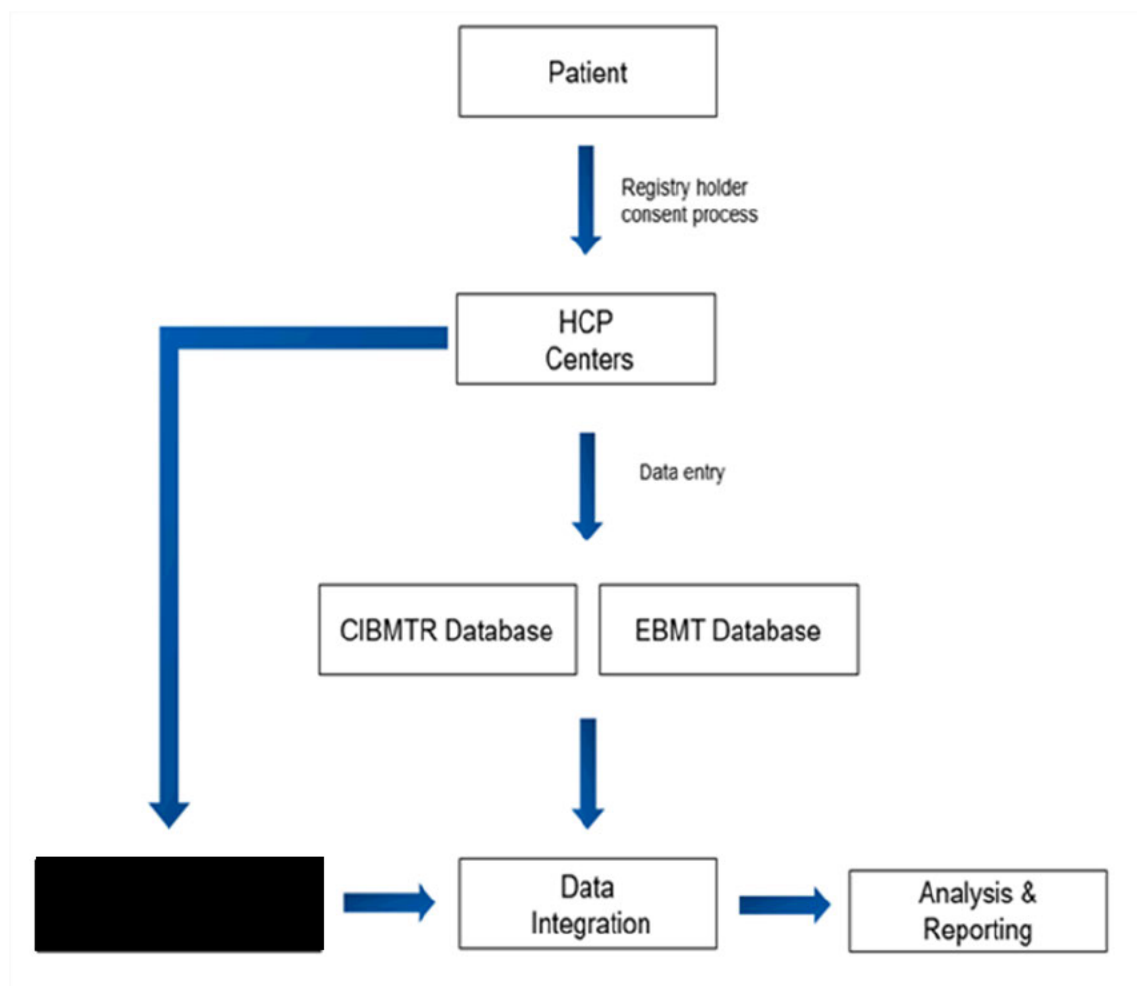 Patient
Registry holder
consent process
HCP
Centers
Data entry
CIBMTR Database
EBMT Database
Data
Integration
Analysis &
Reporting